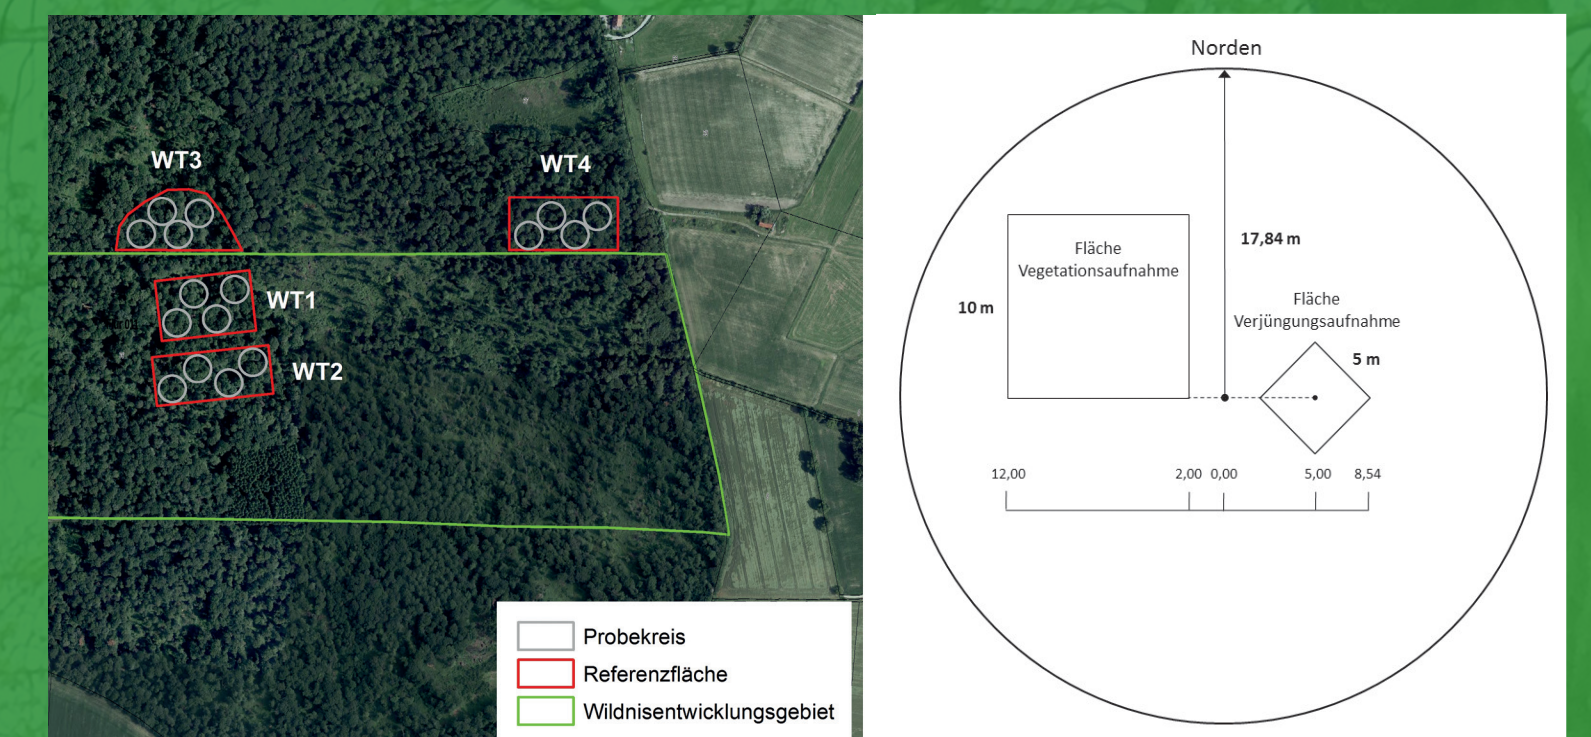 WT3
WT4
WT1
WT2
Probekreis
Referenzfläche
Wildnisentwicklungsgebiet
Norden
17,84 m
Fläche
Vegetationsaufnahme
10 m
Fläche
Verjüngungsaufnahme
5 m
12,00 2,00 0,00 5,00 8,54